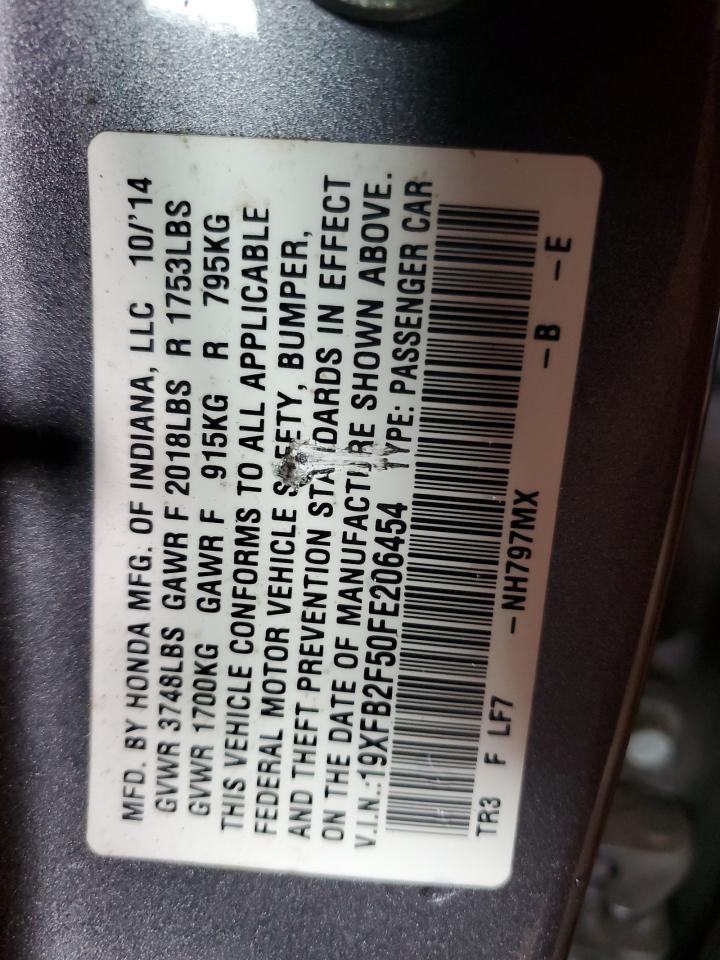 MFD. BY HONDA MFG. OF INDIANA, LLC 10/'14
GVWR 3748LBS GAWR F 2018LBS R 1753LBS
GVWR 1700KG GAWR F 915KG R 795KG
THIS VEHICLE CONFORMS TO ALL APPLICABLE
FEDERAL MOTOR VEHICLE SAFETY, BUMPER,
AND THEFT PREVENTION STANDARDS IN EFFECT
ON THE DATE OF MANUFACTURE SHOWN ABOVE.
V.I.N.:19XFB2F50FE206454 TYPE: PASSENGER CAR
TR3 F LF7 -NH797MX -B -E